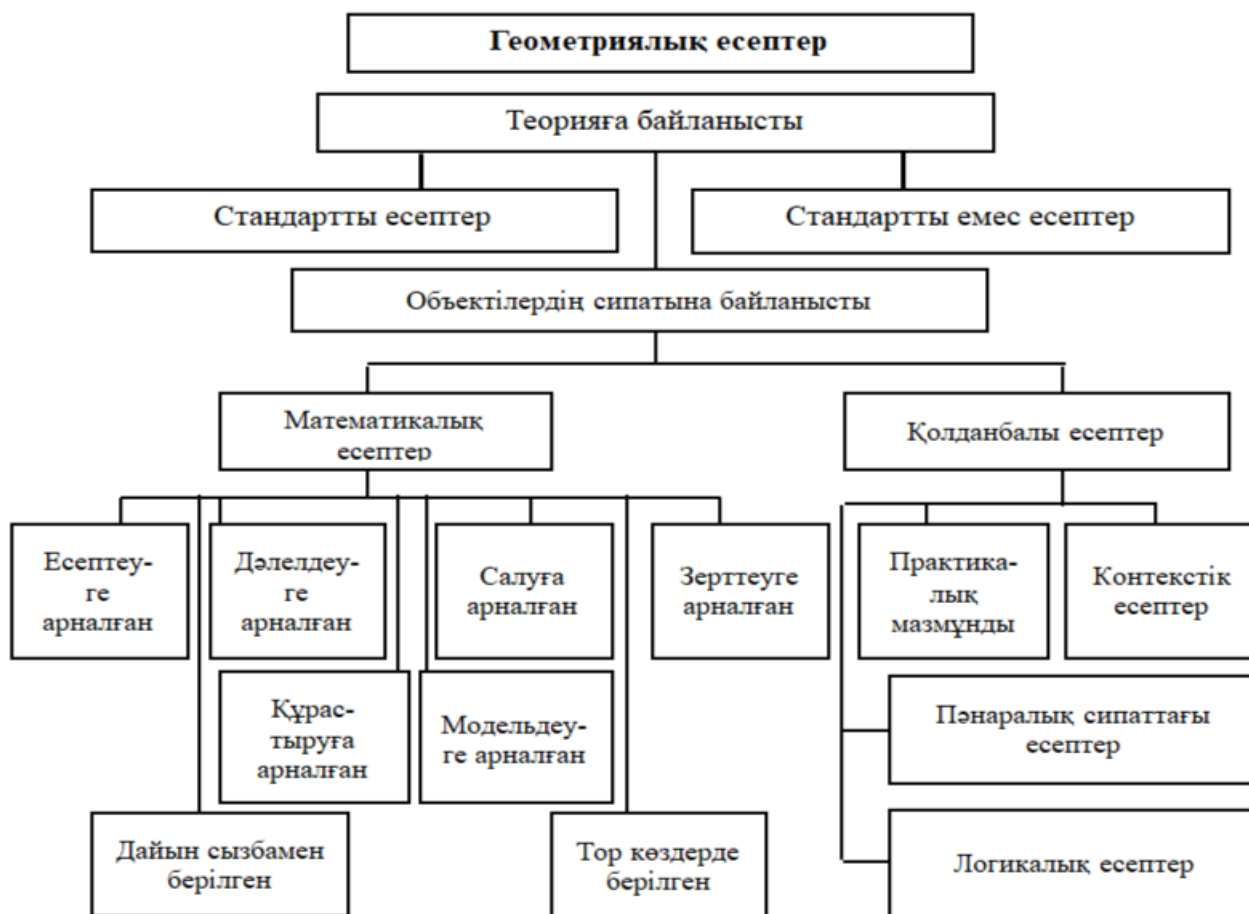 Геометриялық есептер
Теорияға байланысты
Стандартты есептер
Стандартты емес есептер
Объектілердің сипатына байланысты
Математикалық
есептер
Қолданбалы есептер
Есептеу-
ге
арналған
Дәлелдеу-
ге
арналған
Салуға
арналған
Зерттеуге
арналған
Практика-
лық
мазмұнды
Контекстік
есептер
Құрас-
тыруға
арналған
Модельдеу-
ге арналған
Пәнаралық сипаттағы
есептер
Дайын сызбамен
берілген
Тор көздерде
берілген
Логикалық есептер